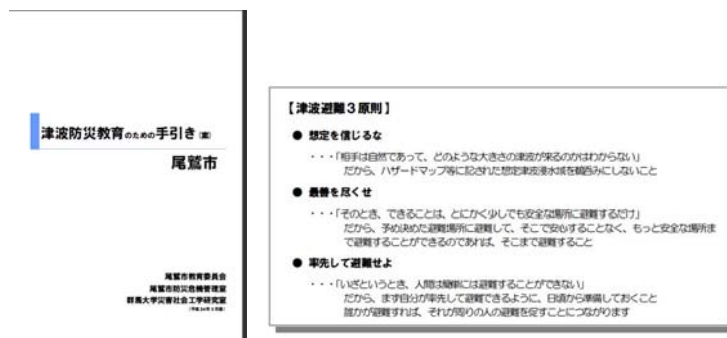 津波防災教育のための手引き(案)
尾鷲市
尾鷲市教育委員会
尾鷲市防災危機管理室
群馬大学災害社会工学研究室
【津波避難3原則】
● 想定を信じるな
・・・「相手は自然であって、どのような大きさの津波が来るのかはわからない」
だから、ハザードマップ等に記された想定津波浸水域を鵜呑みにしないこと
● 最善を尽くせ
・・・「そのとき、できることは、とにかく少しでも安全な場所に避難するだけ」
だから、予め決めた避難場所に避難して、そこで安心することなく、もっと安全な場所ま
で避難することができるのであれば、そこまで避難すること
● 率先して避難せよ
・・・「いざというとき、人間は簡単には避難することができない」
だから、まず自分が率先して避難できるように、日頃から準備しておくこと
誰かが避難すれば、それが周りの人の避難を促すことにつながります